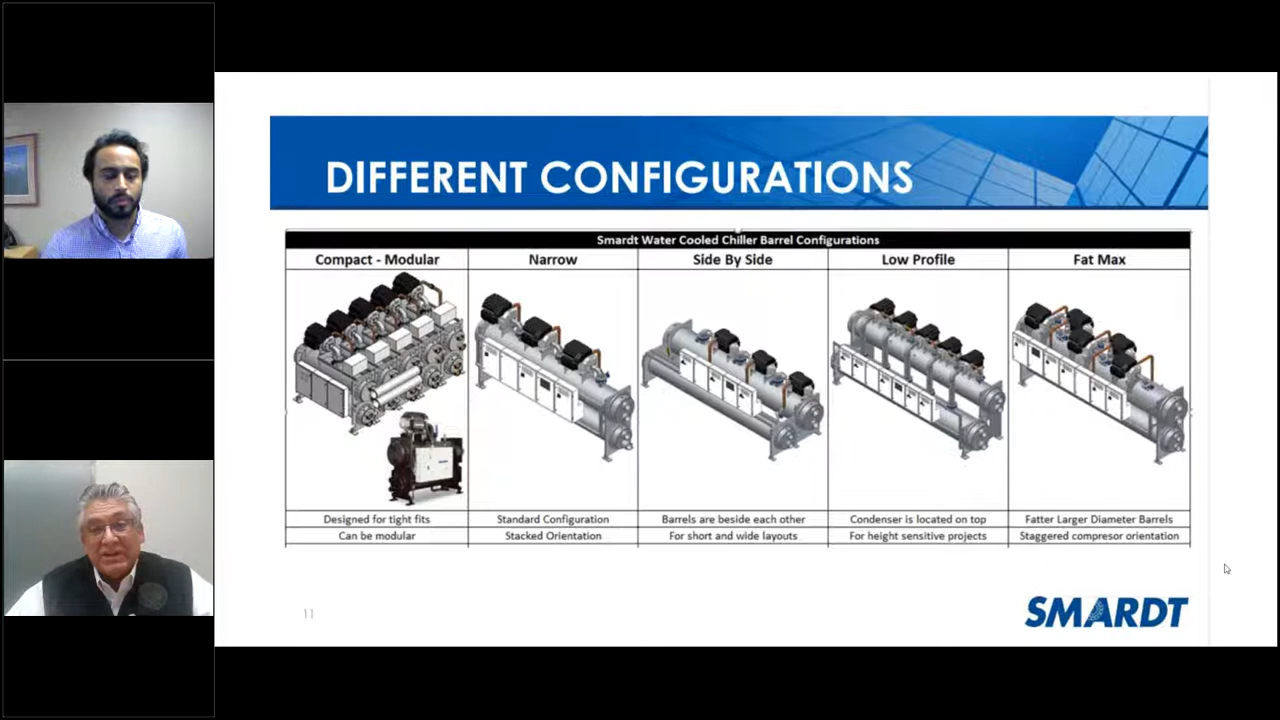 DIFFERENT CONFIGURATIONS
Smardt Water Cooled Chiller Barrel Configurations
Compact - Modular
Narrow
Side By Side
Low Profile
Fat Max
Designed for tight fits
Standard Configuration
Barrels are beside each other
Condenser is located on top
Fatter Larger Diameter Barrels
Can be modular
Stacked Orientation
For short and wide layouts
For height sensitive projects
Staggered compresor orientation
11
SMARDT